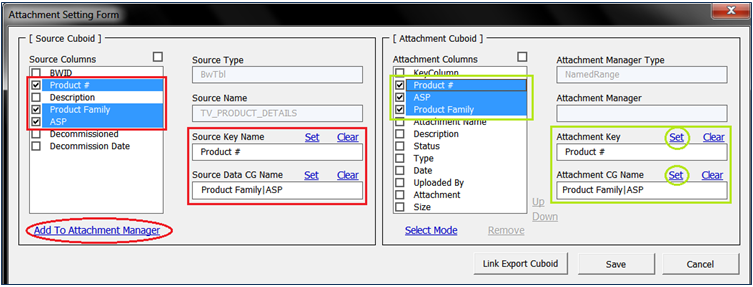 Attachment Setting Form
[ Source Cuboid ]
Source Columns
BWID
Product #
Description
Product Family
ASP
Decommissioned
Decommission Date
Add To Attachment Manager
Source Type
BwTbl
Source Name
TV_PRODUCT_DETAILS
Source Key Name Set Clear
Product #
Source Data CG Name Set Clear
Product Family|ASP
[ Attachment Cuboid ]
Attachment Columns
KeyColumn
Product #
ASP
Product Family
Attachment Name
Description
Status
Type
Date
Uploaded By
Attachment
Size
Select Mode Remove
Up
Down
Attachment Manager Type
NamedRange
Attachment Manager
Attachment Key Set Clear
Product #
Attachment CG Name Set Clear
Product Family|ASP
Link Export Cuboid Save Cancel